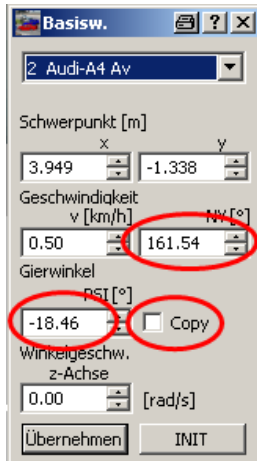 Basisw.
2 Audi-A4 Av
Schwerpunkt [m]
x y
3.949 -1.338
Geschwindigkeit
v [km/h] NY[°]
0.50 161.54
Gierwinkel
PSI[°]
-18.46 Copy
Winkelgeschw.
z-Achse
0.00 [rad/s]
Übernehmen INIT